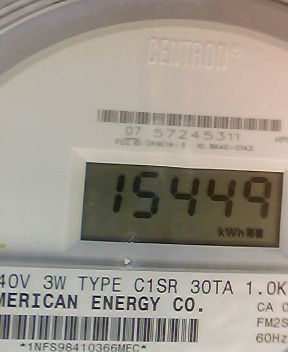 CENTRON®
07 57245311
15449
kWh
40V 3W TYPE C1SR 30TA 1.0K
MERICAN ENERGY CO.
CA 0
FM2S
60Hz
*1NFS98410366MEC*